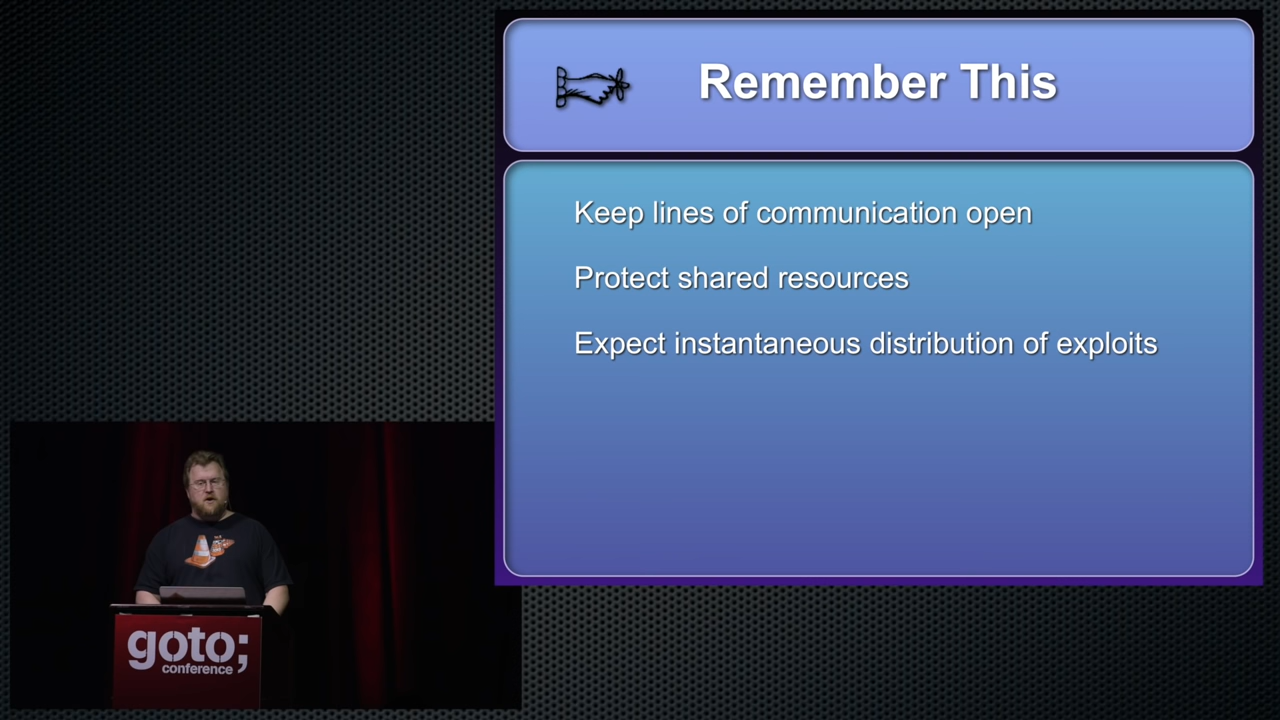 Remember This
Keep lines of communication open
Protect shared resources
Expect instantaneous distribution of exploits
goto;
conference